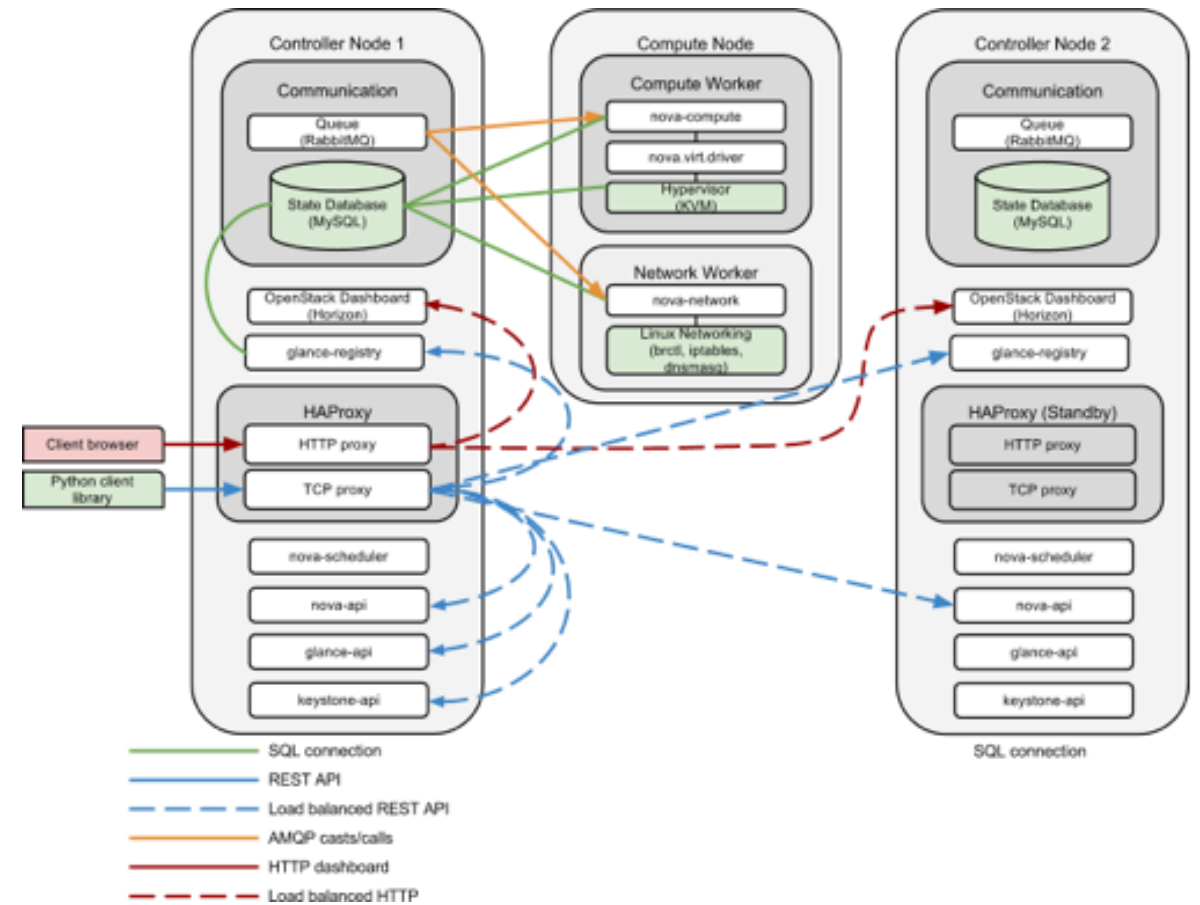 Controller Node 1
Communication
Queue
(RabbitMQ)
State Database
(MySQL)
OpenStack Dashboard
(Horizon)
glance-registry
HAProxy
HTTP proxy
TCP proxy
nova-scheduler
nova-api
glance-api
keystone-api
Client browser
Python client
library
Compute Node
Compute Worker
nova-compute
nova.virt.driver
Hypervisor
(KVM)
Network Worker
nova-network
Linux Networking
(brctl, iptables,
dnsmasq)
Controller Node 2
Communication
Queue
(RabbitMQ)
State Database
(MySQL)
OpenStack Dashboard
(Horizon)
glance-registry
HAProxy (Standby)
HTTP proxy
TCP proxy
nova-scheduler
nova-api
glance-api
keystone-api
SQL connection
SQL connection
REST API
Load balanced REST API
AMQP casts/calls
HTTP dashboard
Load balanced HTTP